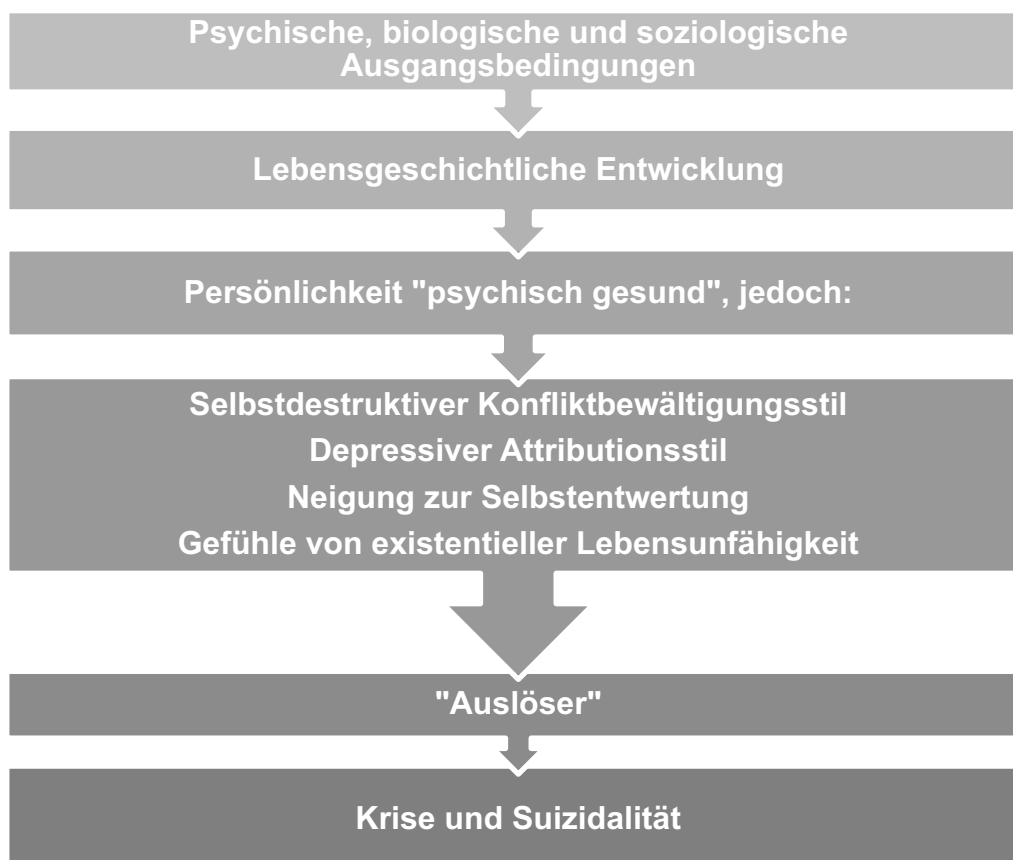 Psychische, biologische und soziologische
Ausgangsbedingungen
Lebensgeschichtliche Entwicklung
Persönlichkeit "psychisch gesund", jedoch:
Selbstdestruktiver Konfliktbewältigungsstil
Depressiver Attributionsstil
Neigung zur Selbstentwertung
Gefühle von existentieller Lebensunfähigkeit
"Auslöser"
Krise und Suizidalität